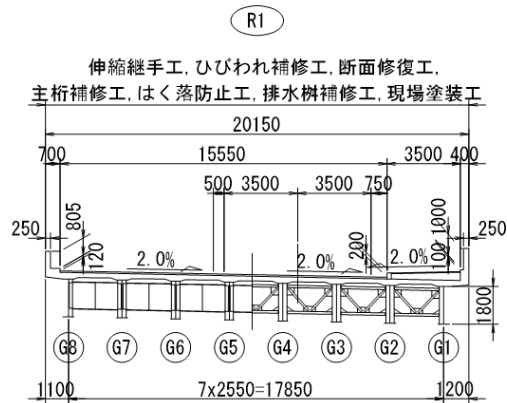 R1
伸縮継手工, ひびわれ補修工, 断面修復工,
主桁補修工, はく落防止工, 排水桝補修工, 現場塗装工
20150
700 15550 3500 400
500 3500 3500 750
250 805 120 2.0% 2.0% 200 2.0% 100 1000 250
1800
G8 G7 G6 G5 G4 G3 G2 G1
1100 7x2550=17850 1200